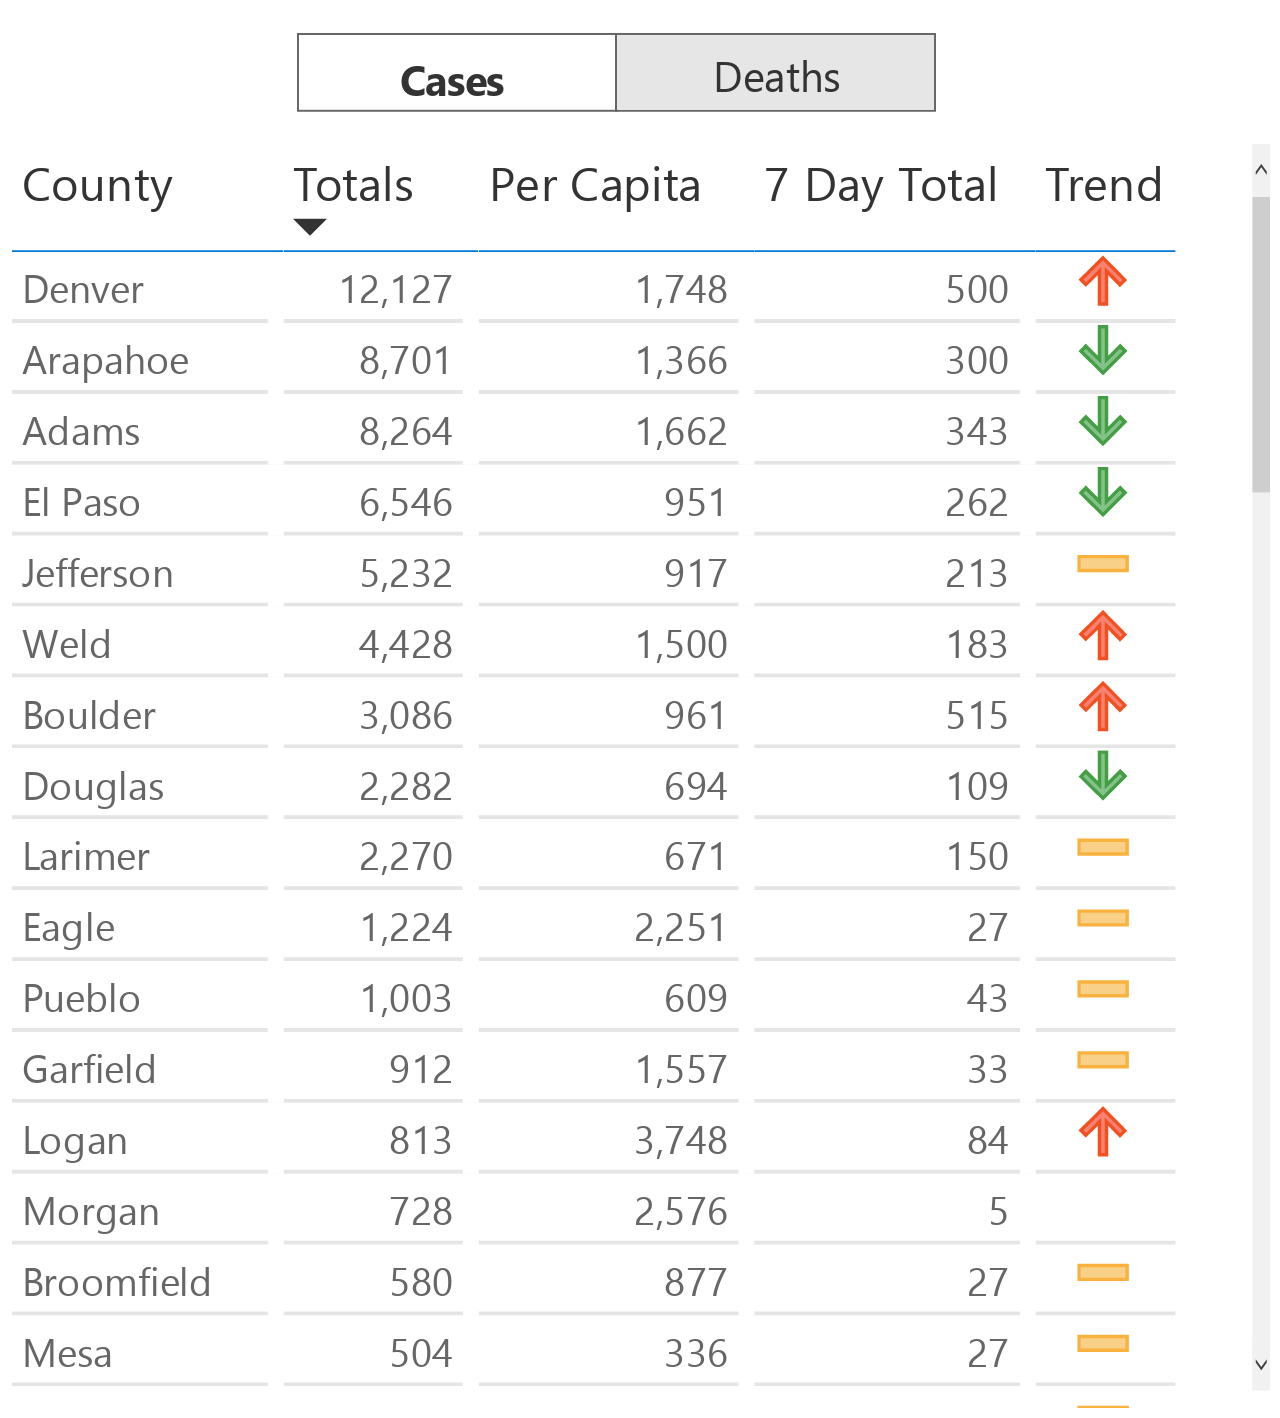 Cases Deaths
County Totals Per Capita 7 Day Total Trend
Denver 12,127 1,748 500
Arapahoe 8,701 1,366 300
Adams 8,264 1,662 343
El Paso 6,546 951 262
Jefferson 5,232 917 213
Weld 4,428 1,500 183
Boulder 3,086 961 515
Douglas 2,282 694 109
Larimer 2,270 671 150
Eagle 1,224 2,251 27
Pueblo 1,003 609 43
Garfield 912 1,557 33
Logan 813 3,748 84
Morgan 728 2,576 5
Broomfield 580 877 27
Mesa 504 336 27